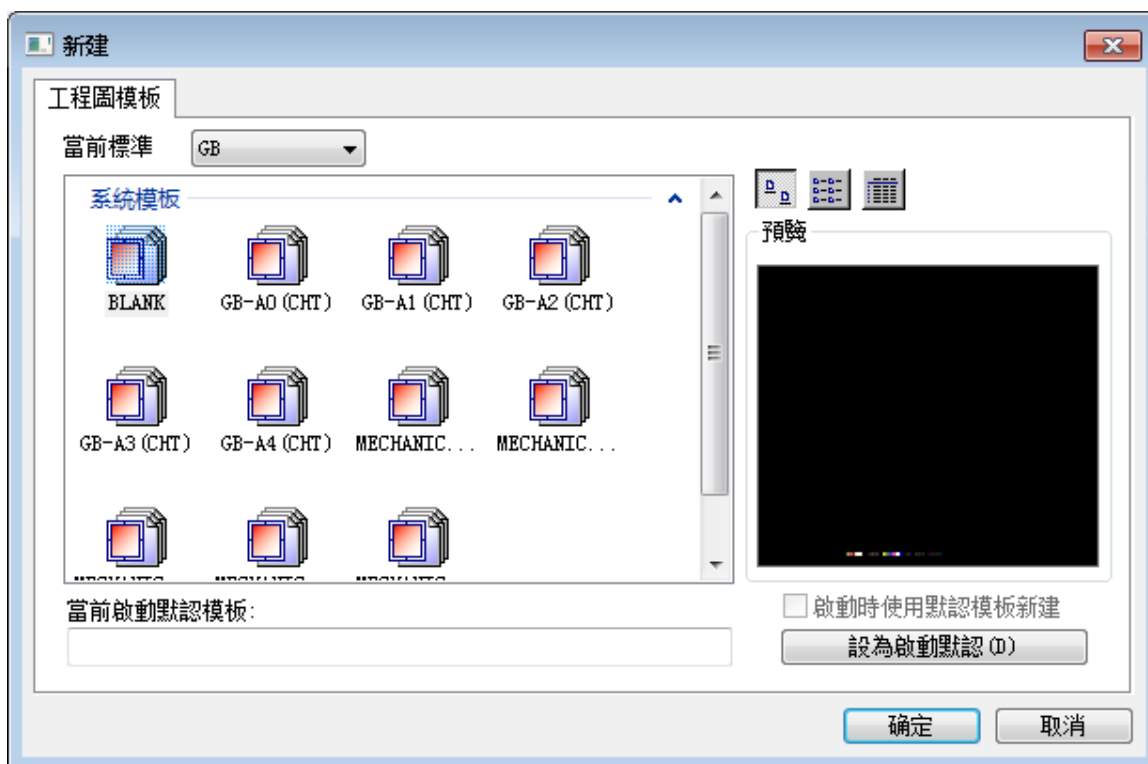 新建
工程圖模板
當前標準 GB
系统模板
BLANK GB-A0(CHT) GB-A1(CHT) GB-A2(CHT)
GB-A3(CHT) GB-A4(CHT) MECHANIC... MECHANIC...
預覽
當前啟動默認模板:
啟動時使用默認模板新建
設為啟動默認(D)
确定 取消